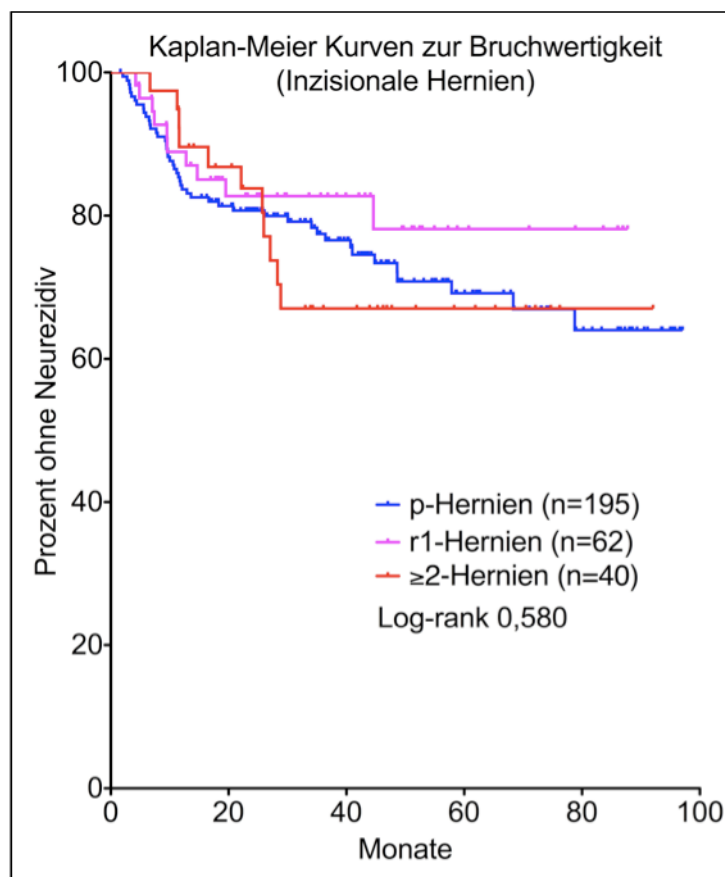 Kaplan-Meier Kurven zur Bruchwertigkeit
(Inzisionale Hernien)
100
80
60
40
20
0
Prozent ohne Neurezidiv
p-Hernien (n=195)
r1-Hernien (n=62)
≥2-Hernien (n=40)
Log-rank 0,580
0 20 40 60 80 100
Monate